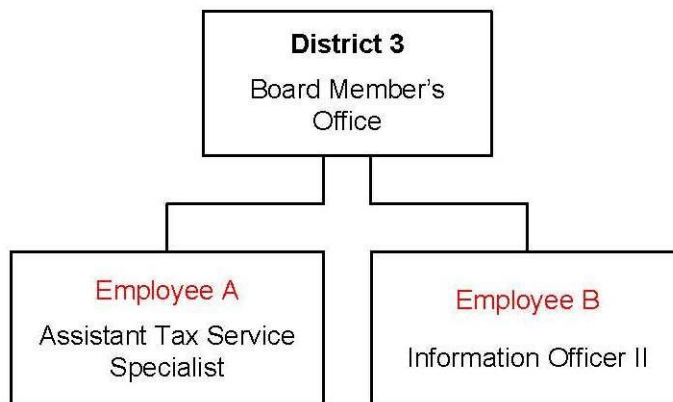 District 3
Board Member's
Office
Employee A
Assistant Tax Service
Specialist
Employee B
Information Officer II